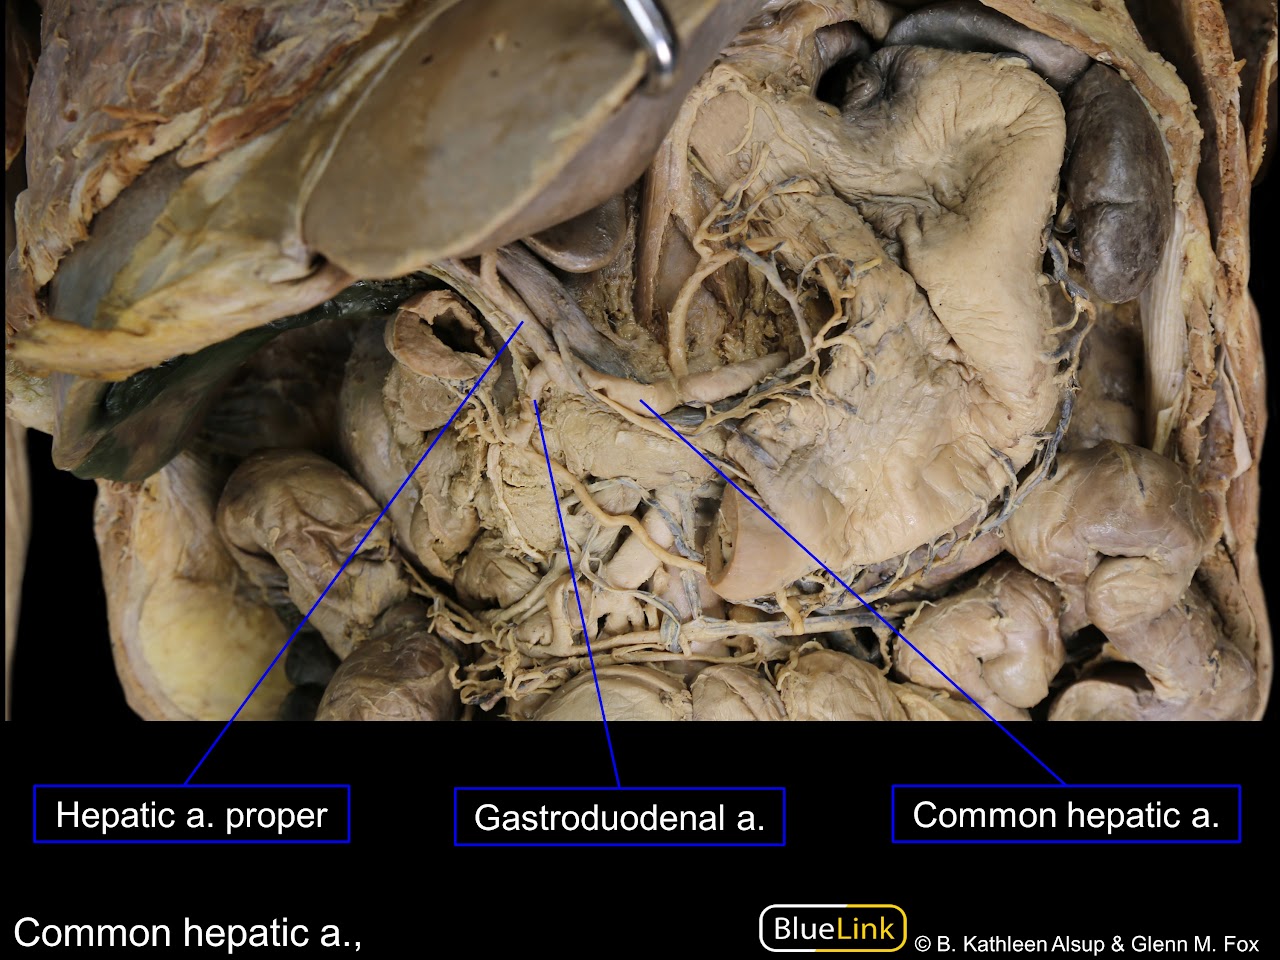 Hepatic a. proper
Gastroduodenal a.
Common hepatic a.
Common hepatic a.,
BlueLink
© B. Kathleen Alsup & Glenn M. Fox